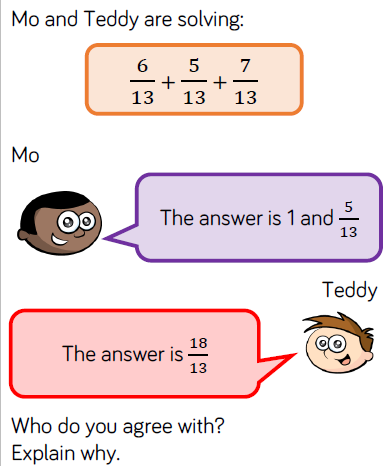 Mo and Teddy are solving:
6/13 + 5/13 + 7/13
Mo
The answer is 1 and 5/13
Teddy
The answer is 18/13
Who do you agree with?
Explain why.